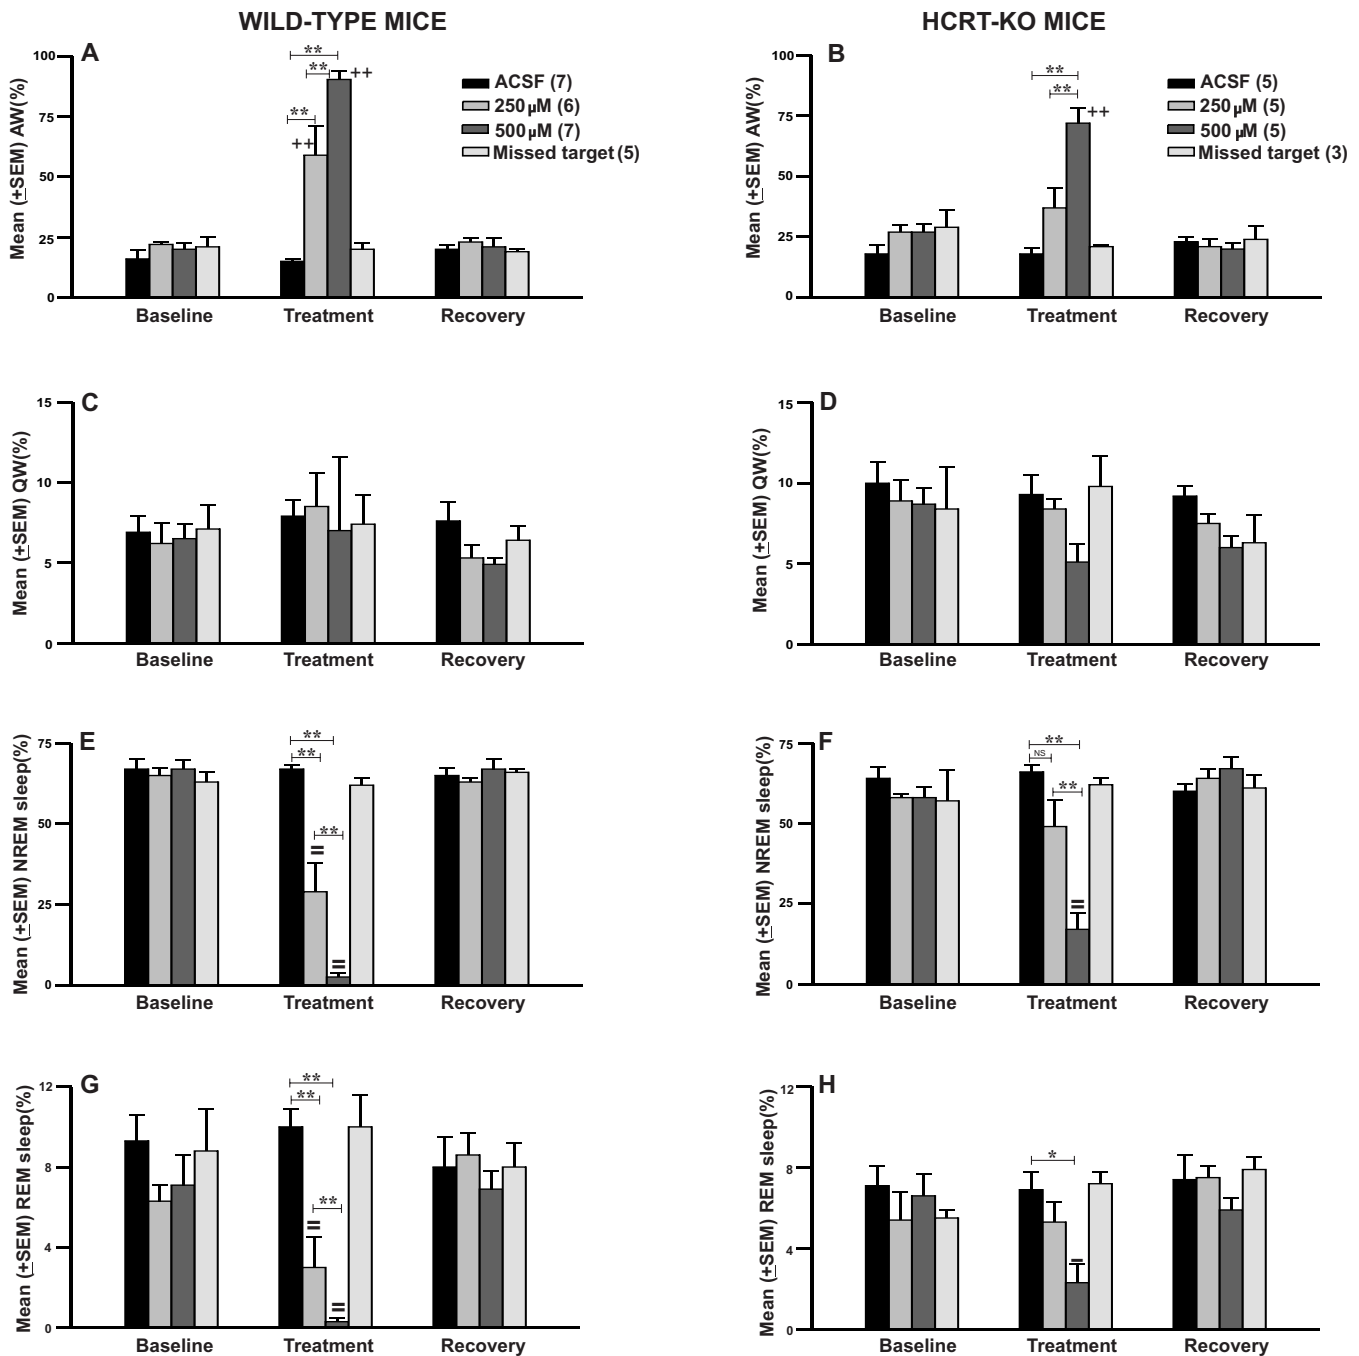 WILD-TYPE MICE
HCRT-KO MICE
A
Mean (+SEM) AW(%)
100
75
50
25
0
**
**
++
**
++
ACSF (7)
250 µM (6)
500 µM (7)
Missed target (5)
Baseline
Treatment
Recovery
B
Mean (+SEM) AW(%)
100
75
50
25
0
**
**
++
ACSF (5)
250 µM (5)
500 µM (5)
Missed target (3)
Baseline
Treatment
Recovery
C
Mean (+SEM) QW(%)
15
10
5
0
Baseline
Treatment
Recovery
D
Mean (+SEM) QW(%)
15
10
5
0
Baseline
Treatment
Recovery
E
Mean (+SEM) NREM sleep(%)
75
50
25
0
**
**
**
=
=
Baseline
Treatment
Recovery
F
Mean (+SEM) NREM sleep(%)
75
50
25
0
**
NS
**
=
Baseline
Treatment
Recovery
G
Mean (+SEM) REM sleep(%)
12
8
4
0
**
**
**
=
=
Baseline
Treatment
Recovery
H
Mean (+SEM) REM sleep(%)
12
8
4
0
*
-
Baseline
Treatment
Recovery